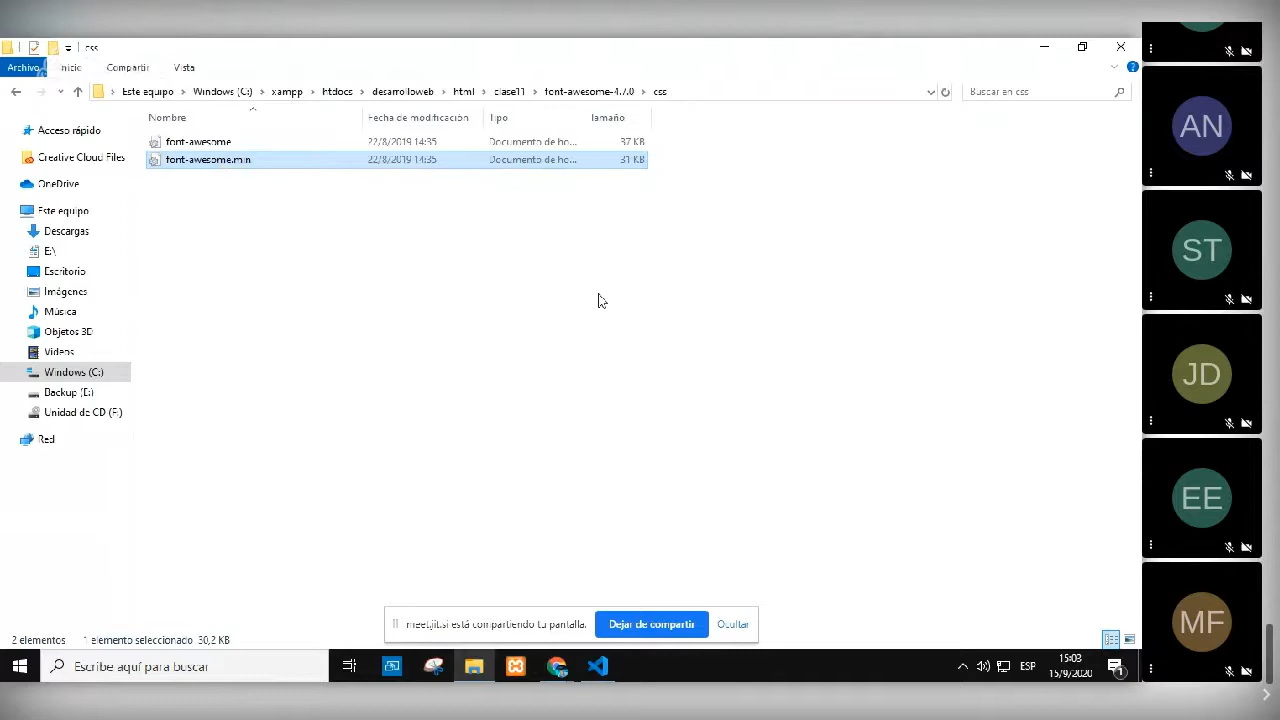 css
Archivo Inicio Compartir Vista
Este equipo Windows (C:) xampp htdocs desarrolloweb html clase11 font-awesome-4.7.0 css
Buscar en css
Nombre Fecha de modificación Tipo Tamaño
font-awesome 22/8/2019 14:35 Documento de ho... 37 KB
font-awesome.min 22/8/2019 14:35 Documento de ho... 31 KB
Acceso rápido
Creative Cloud Files
OneDrive
Este equipo
Descargas
E:\
Escritorio
Imágenes
Música
Objetos 3D
Videos
Windows (C:)
Backup (E:)
Unidad de CD (F:)
Red
AN
ST
JD
EE
MF
meet.jit.si está compartiendo tu pantalla.
Dejar de compartir
Ocultar
2 elementos 1 elemento seleccionado 30,2 KB
Escribe aquí para buscar
ESP
15:03
15/9/2020
1